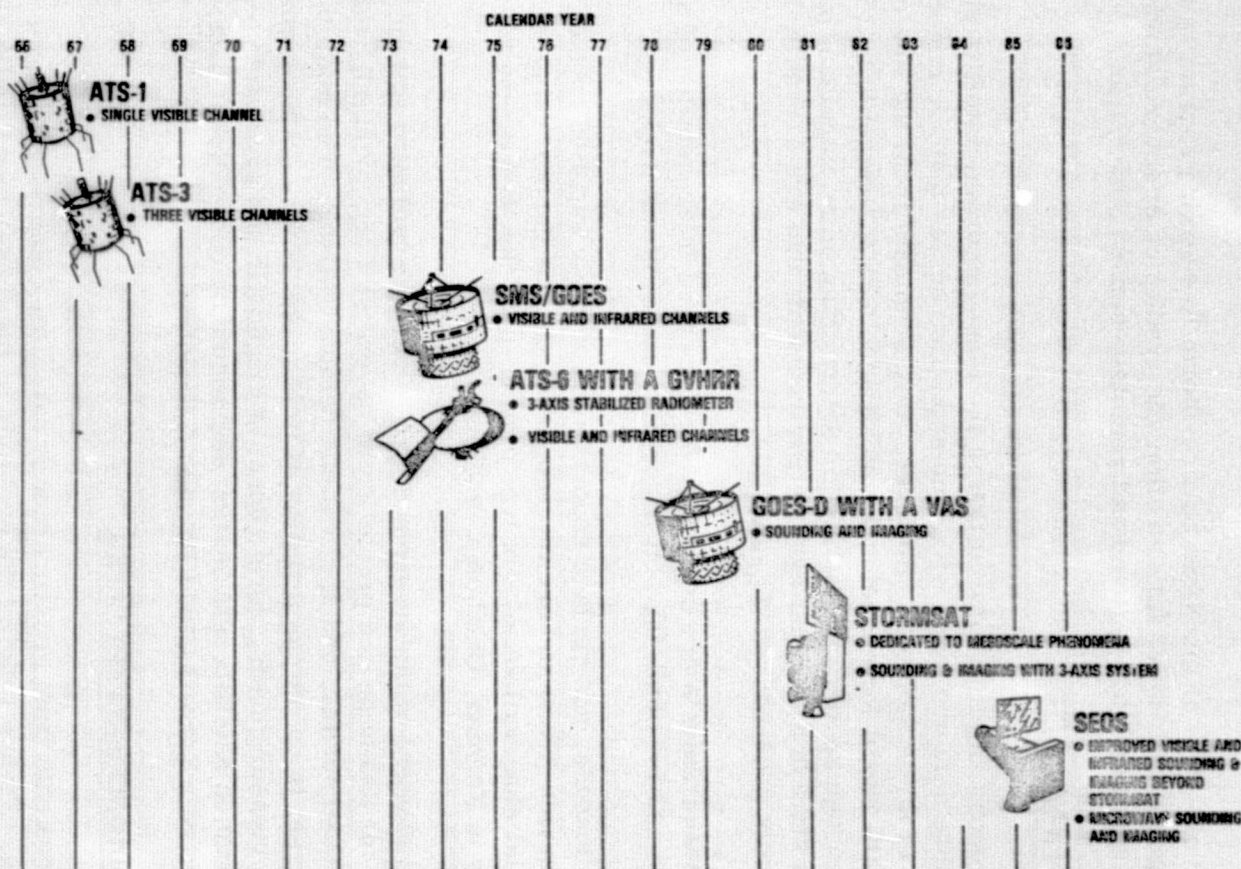 CALENDAR YEAR
66 67 68 69 70 71 72 73 74 75 76 77 78 79 80 81 82 83 84 85 86
ATS-1
• SINGLE VISIBLE CHANNEL
ATS-3
• THREE VISIBLE CHANNELS
SMS/GOES
• VISIBLE AND INFRARED CHANNELS
ATS-6 WITH A GVHRR
• 3-AXIS STABILIZED RADIOMETER
• VISIBLE AND INFRARED CHANNELS
GOES-D WITH A VAS
• SOUNDING AND IMAGING
STORMSAT
• DEDICATED TO MESOSCALE PHENOMENA
• SOUNDING & IMAGING WITH 3-AXIS SYSTEM
SEOS
• IMPROVED VISIBLE AND
INFRARED SOUNDING &
IMAGING BEYOND
STORMSAT
• MICROWAVE SOUNDING
AND IMAGING